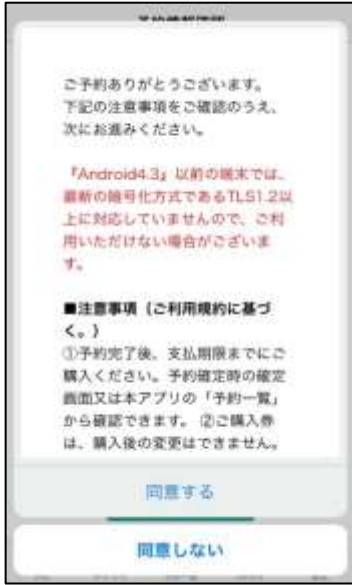 ご予約ありがとうございます。
下記の注意事項をご確認のうえ、
次にお進みください。
『Android4.3』以前の端末では、
最新の暗号化方式であるTLS1.2以
上に対応していませんので、ご利
用いただけない場合がございま
す。
■注意事項（ご利用規約に基づ
く。）
①予約完了後、支払期限までにご
購入ください。予約確定時の確定
画面又は本アプリの「予約一覧」
から確認できます。 ②ご購入券
は、購入後の変更はできません。
同意する
同意しない